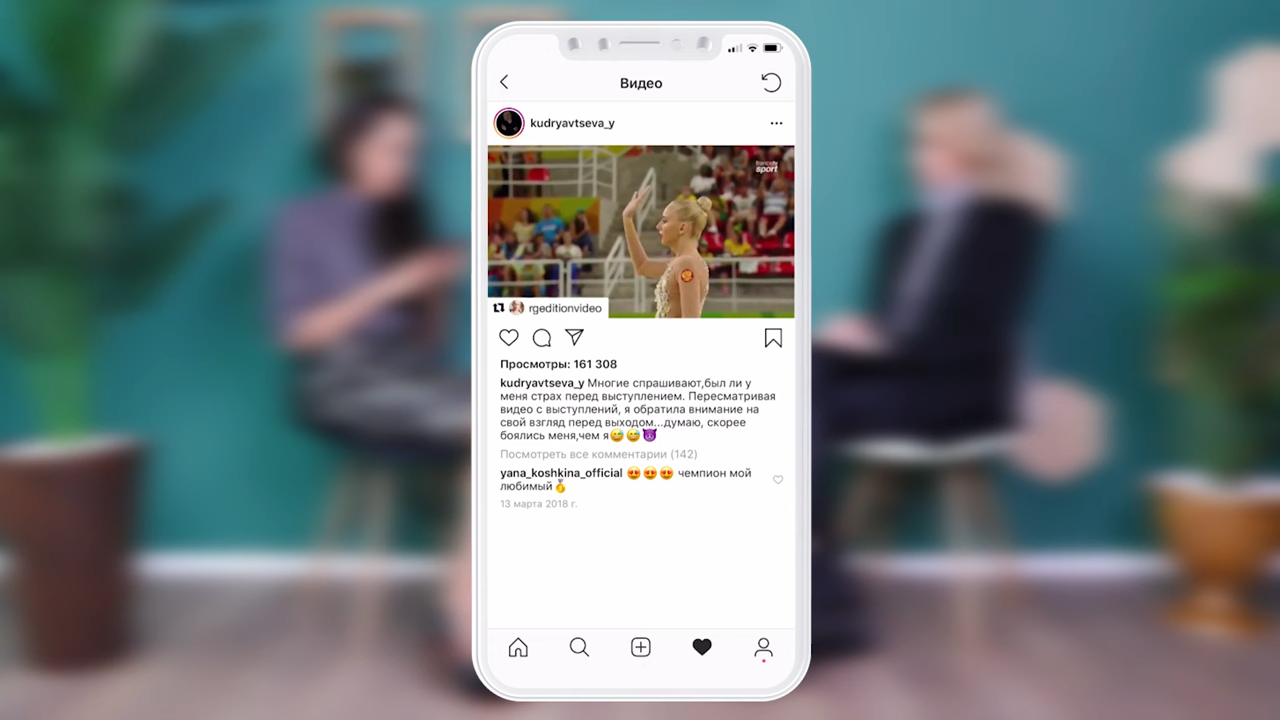 Видео
kudryavtseva_y
francetv
sport
rgeditionvideo
Просмотры: 161 308
kudryavtseva_y Многие спрашивают,был ли у
меня страх перед выступлением. Пересматривая
видео с выступлений, я обратила внимание на
свой взгляд перед выходом...думаю, скорее
боялись меня,чем я😅😅😈
Посмотреть все комментарии (142)
yana_koshkina_official 😍😍😍 чемпион мой
любимый🥇
13 марта 2018 г.